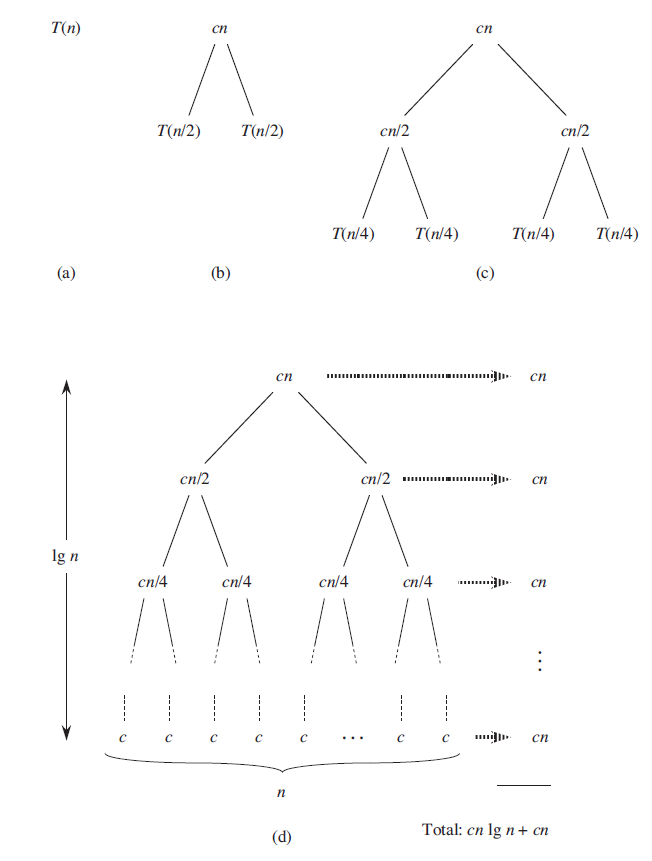 T(n) cn cn
T(n/2) T(n/2) cn/2 cn/2
T(n/4) T(n/4) T(n/4) T(n/4)
(a) (b) (c)
cn cn
cn/2 cn/2 cn
lg n
cn/4 cn/4 cn/4 cn/4 cn
⋮
c c c c c … c c cn
n
Total: cn lg n + cn
(d)